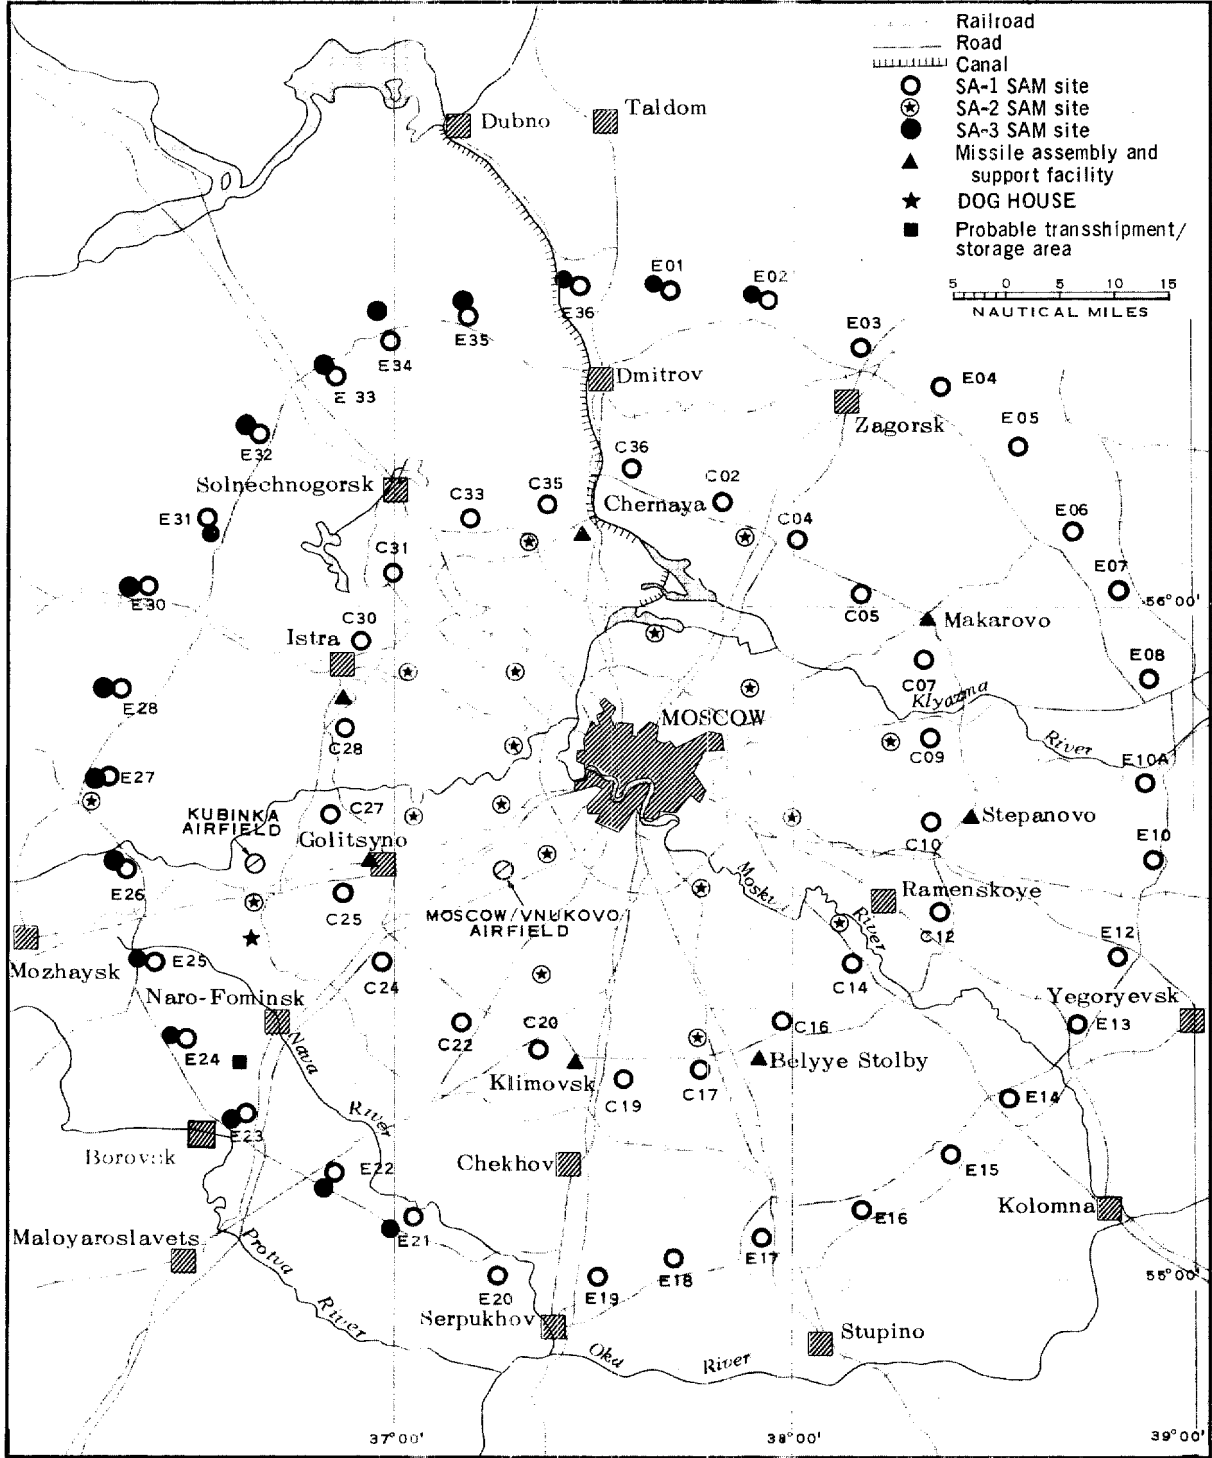 Railroad
Road
Canal
SA-1 SAM site
SA-2 SAM site
SA-3 SAM site
Missile assembly and
support facility
DOG HOUSE
Probable transshipment/
storage area
5 0 5 10 15
NAUTICAL MILES
Dubno
Taldom
E01
E02
E36
E35
E03
E34
E33
Dmitrov
E04
Zagorsk
E05
E32
C36
Solnechnogorsk
C33
C35
C02
Chernaya
E31
C04
E06
C31
E07
E30
56°00'
C05
C30
Makarovo
Istra
E08
C07
E28
Klyazma
MOSCOW
C28
River
C09
E10A
E27
KUBINKA
AIRFIELD
C27
Stepanovo
Golitsyno
C10
E10
E26
Moskı
Ramenskoye
C25
MOSCOW/VNUKOVO
AIRFIELD
River
C12
E12
Mozhaysk
E25
C24
C14
Naro-Fominsk
Yegoryevsk
C20
C16
E13
Nava
C22
E24
Belyye Stolby
Klimovsk
C19
C17
E14
River
E23
Borovsk
E22
Chekhov
E15
Kolomna
E16
Maloyaroslavets
E21
Protva
E17
E18
55°00'
E20
E19
River
Serpukhov
Stupino
Oka
River
37°00'
38°00'
39°00'